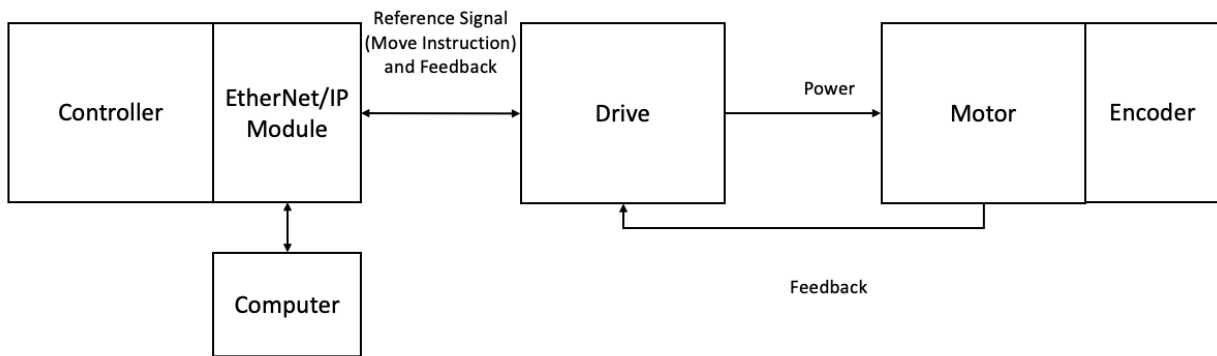 Reference Signal
(Move Instruction)
and Feedback
Controller
EtherNet/IP
Module
Drive
Power
Motor
Encoder
Computer
Feedback